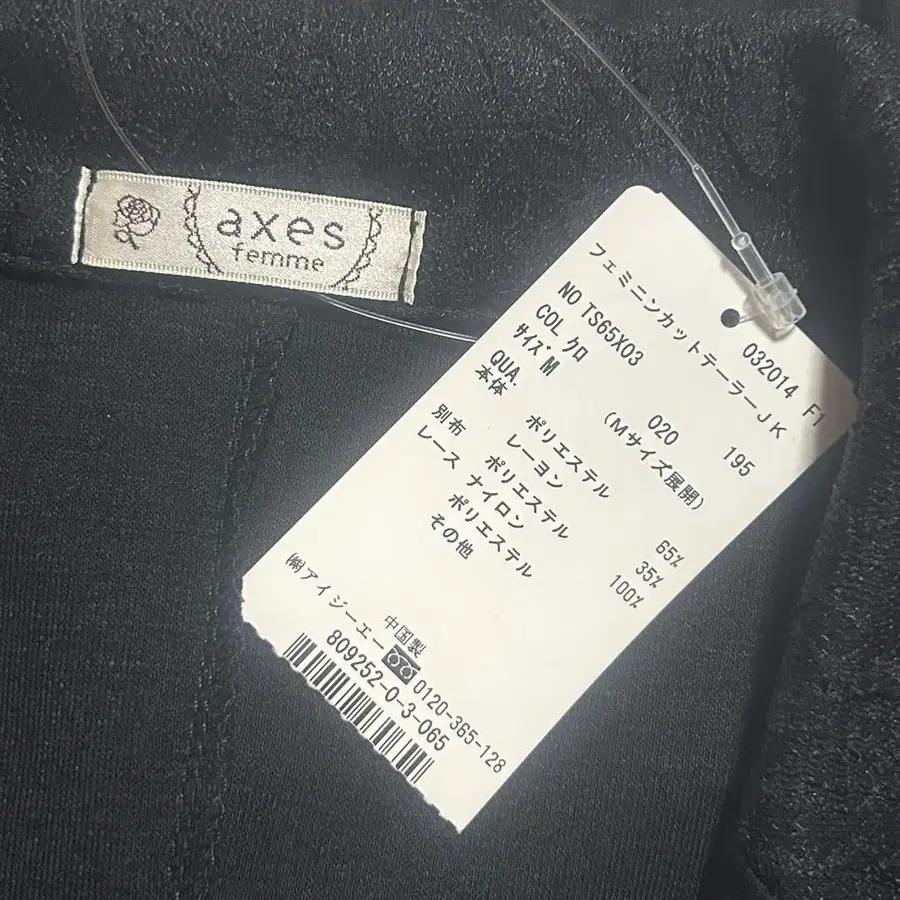 axes
femme
032014 F1
フェミニンカットテーラーJK
NO TS65X03 195
COL クロ 020
サイズ M (Mサイズ展開)
QUA.
本体 ポリエステル 65%
レーヨン 35%
別布 ポリエステル 100%
レース ナイロン
ポリエステル
その他
中国製
㈱アイジーエー 0120-365-128
809252-0-3-065